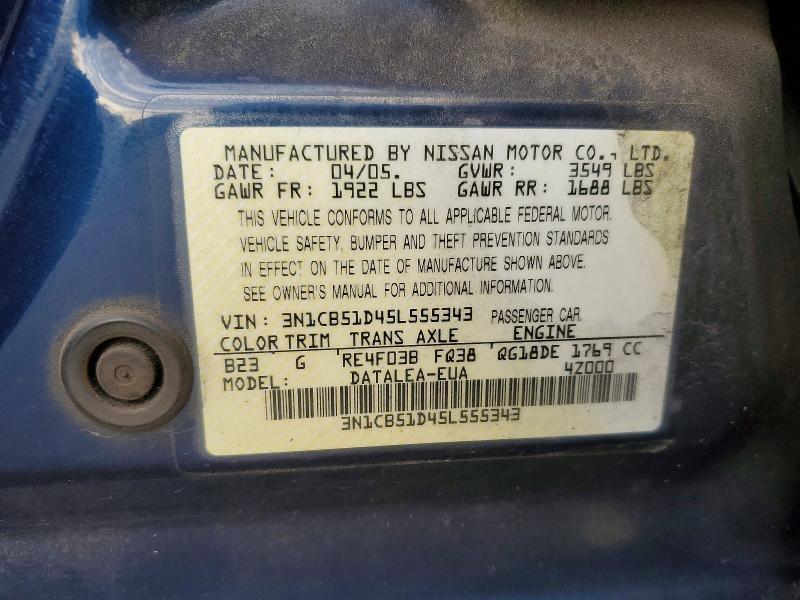 MANUFACTURED BY NISSAN MOTOR CO., LTD.
DATE: 04/05. GVWR: 3549 LBS
GAWR FR: 1922 LBS GAWR RR: 1688 LBS
THIS VEHICLE CONFORMS TO ALL APPLICABLE FEDERAL MOTOR.
VEHICLE SAFETY, BUMPER AND THEFT PREVENTION STANDARDS
IN EFFECT ON THE DATE OF MANUFACTURE SHOWN ABOVE.
SEE OWNER'S MANUAL FOR ADDITIONAL INFORMATION.
VIN: 3N1CB51D45L555343 PASSENGER CAR.
COLOR TRIM TRANS AXLE ENGINE
B23 G RE4F03B FQ38 QG18DE 1769 CC
MODEL: DATALEA-EUA 4Z000
3N1CB51D45L555343